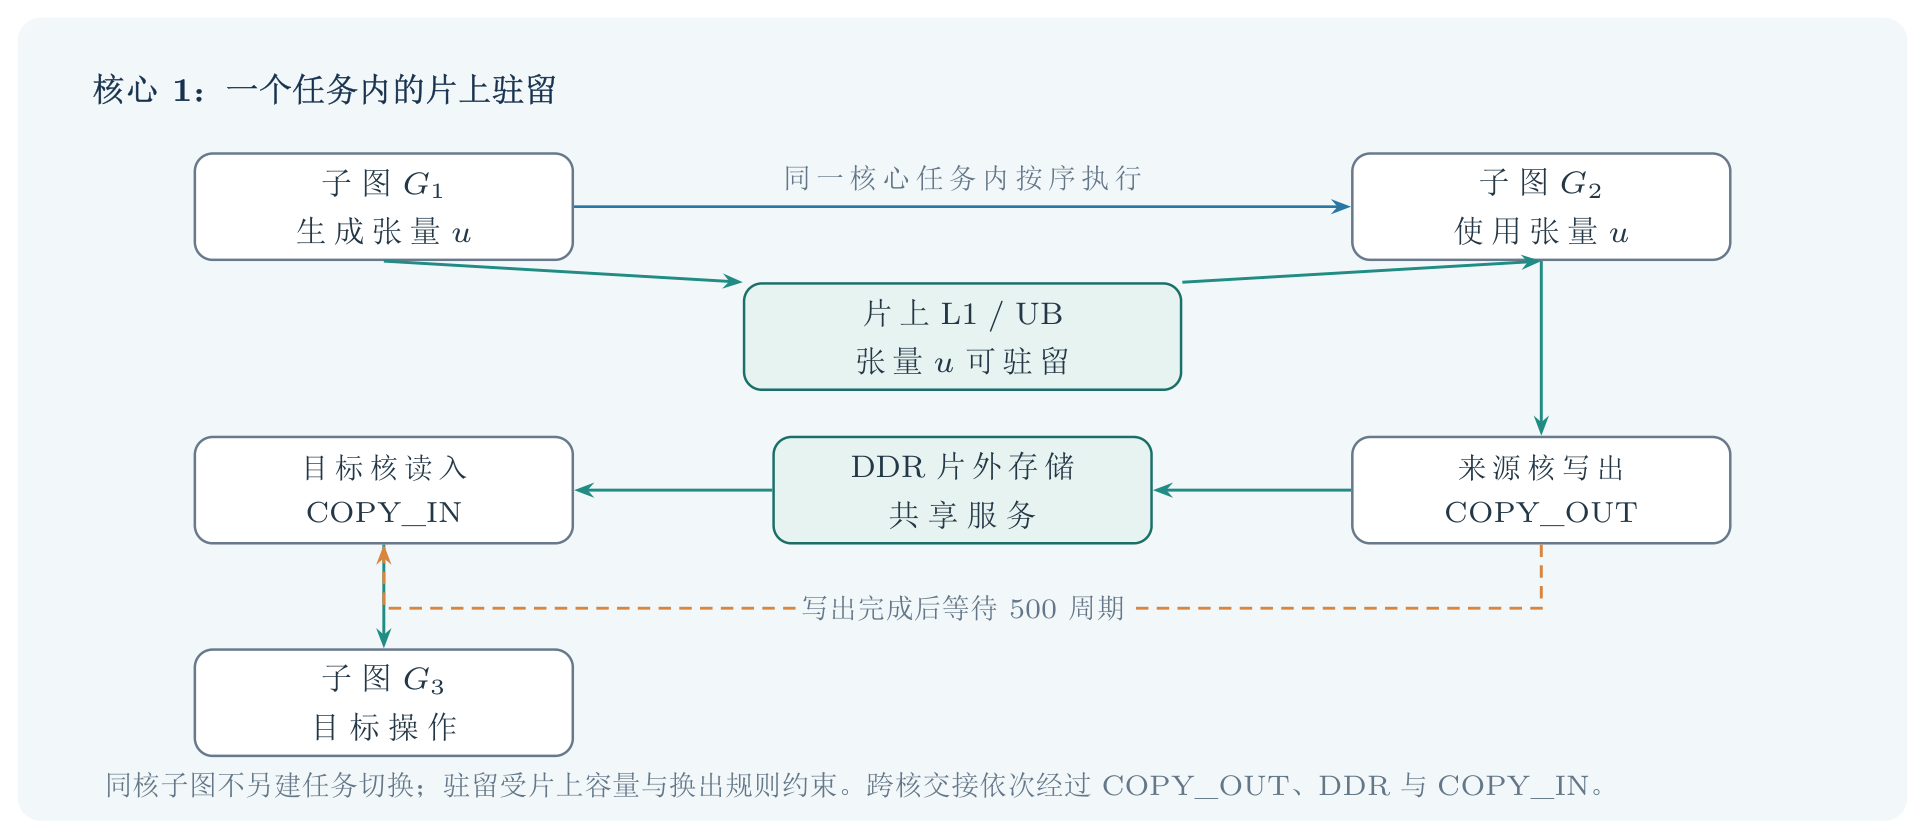 核心 1：一个任务内的片上驻留
子图 G₁
生成张量 u
同一核心任务内按序执行
子图 G₂
使用张量 u
片上 L1 / UB
张量 u 可驻留
目标核读入
COPY_IN
DDR 片外存储
共享服务
来源核写出
COPY_OUT
写出完成后等待 500 周期
子图 G₃
目标操作
同核子图不另建任务切换；驻留受片上容量与换出规则约束。跨核交接依次经过 COPY_OUT、DDR 与 COPY_IN。